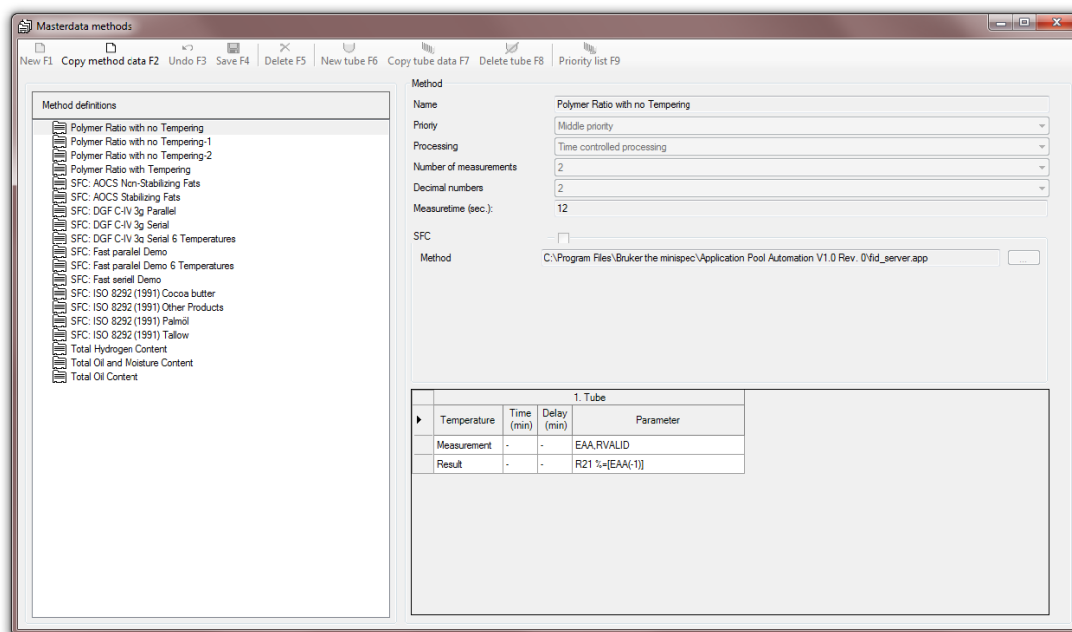 Masterdata methods
New F1 Copy method data F2 Undo F3 Save F4 Delete F5 New tube F6 Copy tube data F7 Delete tube F8 Priority list F9
Method definitions
Polymer Ratio with no Tempering
Polymer Ratio with no Tempering-1
Polymer Ratio with no Tempering-2
Polymer Ratio with Tempering
SFC: AOCS Non-Stabilizing Fats
SFC: AOCS Stabilizing Fats
SFC: DGF C-IV 3g Parallel
SFC: DGF C-IV 3g Serial
SFC: DGF C-IV 3g Serial 6 Temperatures
SFC: Fast paralel Demo
SFC: Fast paralel Demo 6 Temperatures
SFC: Fast seriell Demo
SFC: ISO 8292 (1991) Cocoa butter
SFC: ISO 8292 (1991) Other Products
SFC: ISO 8292 (1991) Palmöl
SFC: ISO 8292 (1991) Tallow
Total Hydrogen Content
Total Oil and Moisture Content
Total Oil Content
Method
Name Polymer Ratio with no Tempering
Priority Middle priority
Processing Time controlled processing
Number of measurements 2
Decimal numbers 2
Measuretime (sec.): 12
SFC
Method C:\Program Files\Bruker the minispec\Application Pool Automation V1.0 Rev. 0\fid_server.app ...
1. Tube
Temperature Time (min) Delay (min) Parameter
Measurement - - EAA,RVALID
Result - - R21 %=[EAA(-1)]